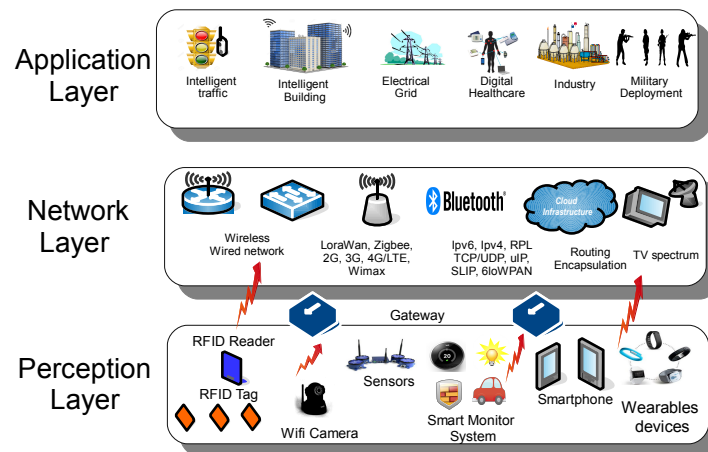 Application
Layer
Intelligent
traffic
Intelligent
Building
Electrical
Grid
Digital
Healthcare
Industry
Military
Deployment
Network
Layer
Bluetooth
Cloud
Infrastructure
Wireless
Wired network
LoraWan, Zigbee,
2G, 3G, 4G/LTE,
Wimax
Ipv6, Ipv4, RPL
TCP/UDP, uIP,
SLIP, 6loWPAN
Routing
Encapsulation
TV spectrum
Gateway
Perception
Layer
RFID Reader
RFID Tag
Wifi Camera
Sensors
20
Smart Monitor
System
Smartphone
Wearables
devices